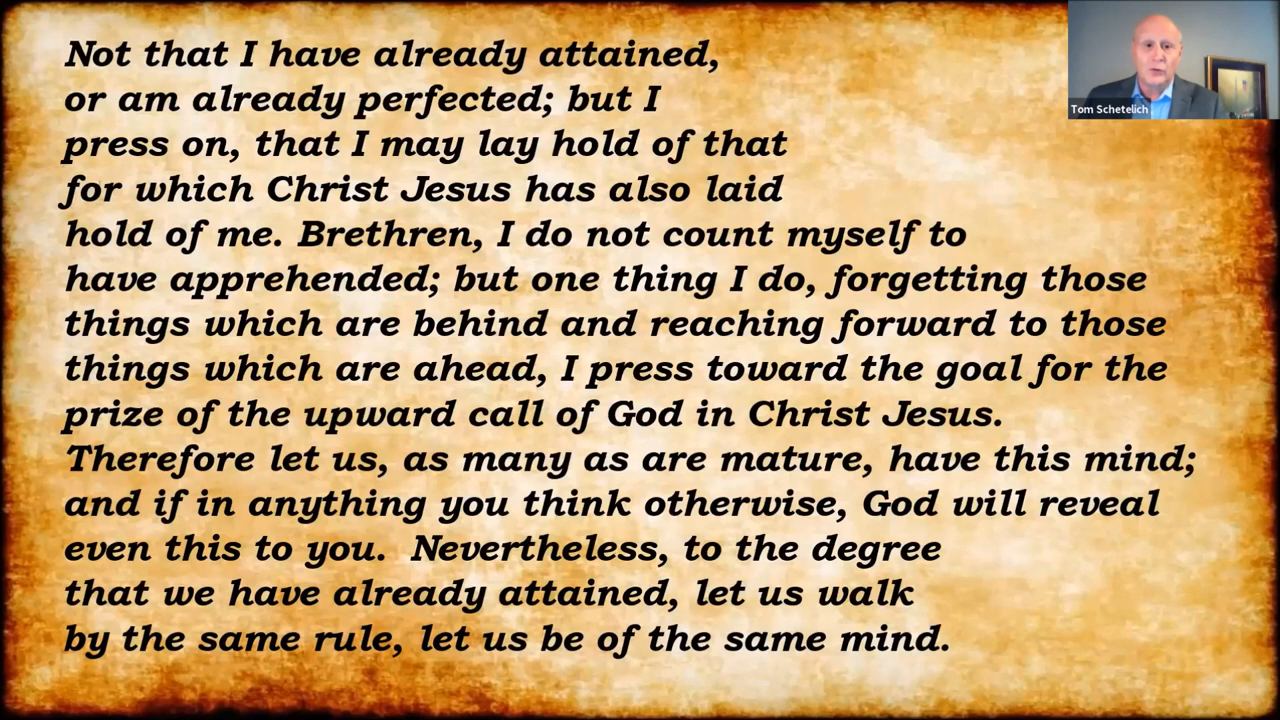 Not that I have already attained,
or am already perfected; but I
press on, that I may lay hold of that
for which Christ Jesus has also laid
hold of me. Brethren, I do not count myself to
have apprehended; but one thing I do, forgetting those
things which are behind and reaching forward to those
things which are ahead, I press toward the goal for the
prize of the upward call of God in Christ Jesus.
Therefore let us, as many as are mature, have this mind;
and if in anything you think otherwise, God will reveal
even this to you.  Nevertheless, to the degree
that we have already attained, let us walk
by the same rule, let us be of the same mind.
Tom Schetelich